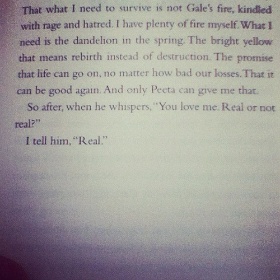 That what I need to survive is not Gale's fire, kindled
with rage and hatred. I have plenty of fire myself. What I
need is the dandelion in the spring. The bright yellow
that means rebirth instead of destruction. The promise
that life can go on, no matter how bad our losses. That it
can be good again. And only Peeta can give me that.
So after, when he whispers, "You love me. Real or not
real?"
I tell him, "Real."